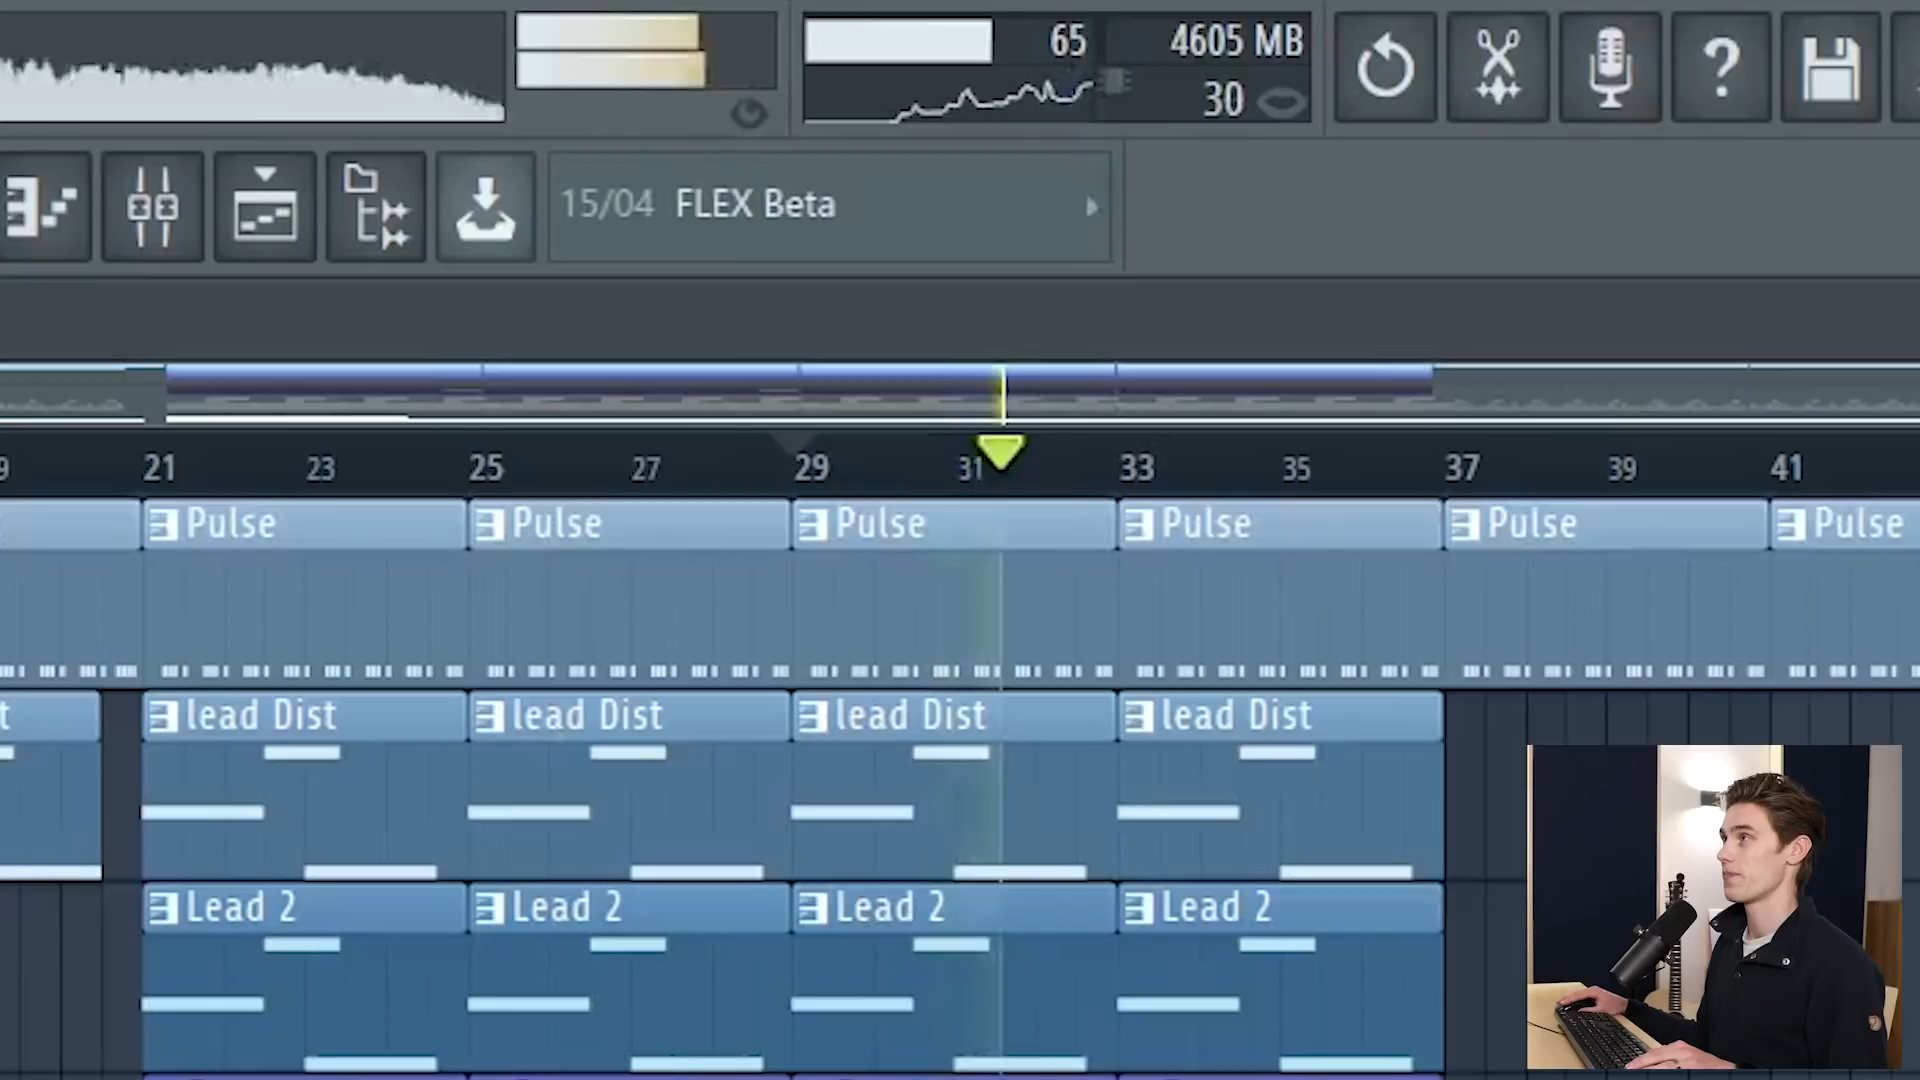 65 4605 MB
30
?
15/04 FLEX Beta
21 23 25 27 29 31 33 35 37 39 41
Pulse Pulse Pulse Pulse Pulse Pulse
lead Dist lead Dist lead Dist lead Dist
Lead 2 Lead 2 Lead 2 Lead 2